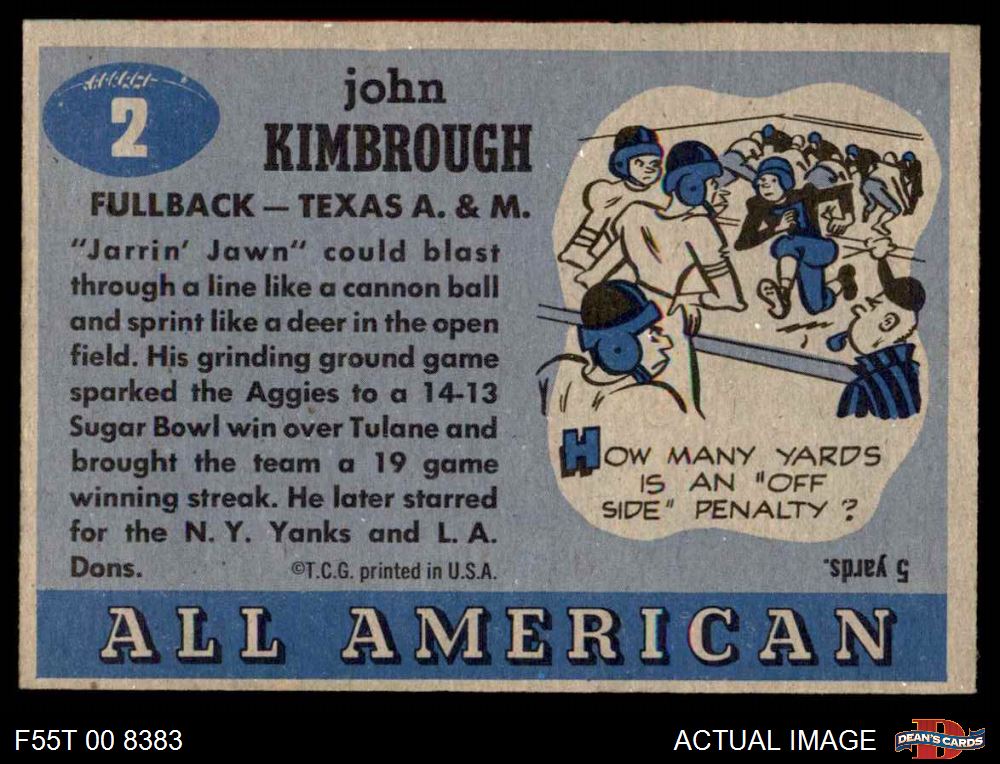 2
john
KIMBROUGH
FULLBACK — TEXAS A. & M.
"Jarrin' Jawn" could blast
through a line like a cannon ball
and sprint like a deer in the open
field. His grinding ground game
sparked the Aggies to a 14-13
Sugar Bowl win over Tulane and
brought the team a 19 game
winning streak. He later starred
for the N. Y. Yanks and L. A.
Dons.
©T.C.G. printed in U.S.A.
HOW MANY YARDS
IS AN "OFF
SIDE" PENALTY ?
5 yards.
ALL AMERICAN
F55T 00 8383
ACTUAL IMAGE
DEAN'S CARDS